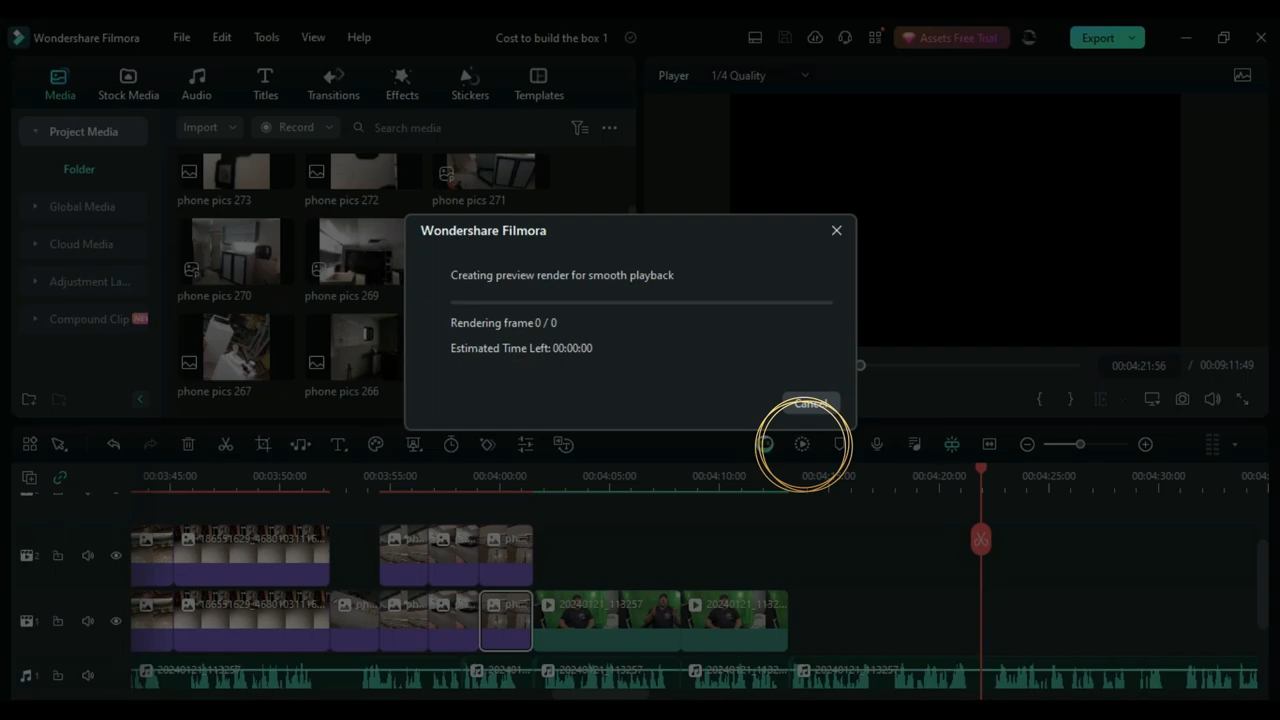 Wondershare Filmora
File
Edit
Tools
View
Help
Cost to build the box 1
Assets Free Trial
Export
Media
Stock Media
Audio
Titles
Transitions
Effects
Stickers
Templates
Player
1/4 Quality
Project Media
Import
Record
Search media
Folder
Global Media
Cloud Media
Adjustment La...
Compound Clip
phone pics 273
phone pics 272
phone pics 271
phone pics 270
phone pics 269
phone pics 267
phone pics 266
Wondershare Filmora
Creating preview render for smooth playback
Rendering frame 0 / 0
Estimated Time Left: 00:00:00
Cancel
00:04:21:56 / 00:09:11:49
00:03:45:00
00:03:50:00
00:03:55:00
00:04:00:00
00:04:05:00
00:04:10:00
00:04:15:00
00:04:20:00
00:04:25:00
00:04:30:00
00:04:
2
ph...
1
ph...
20240121_113257
20240121_1132...
1
20240121_113257
20240121_113257
20240121_113257